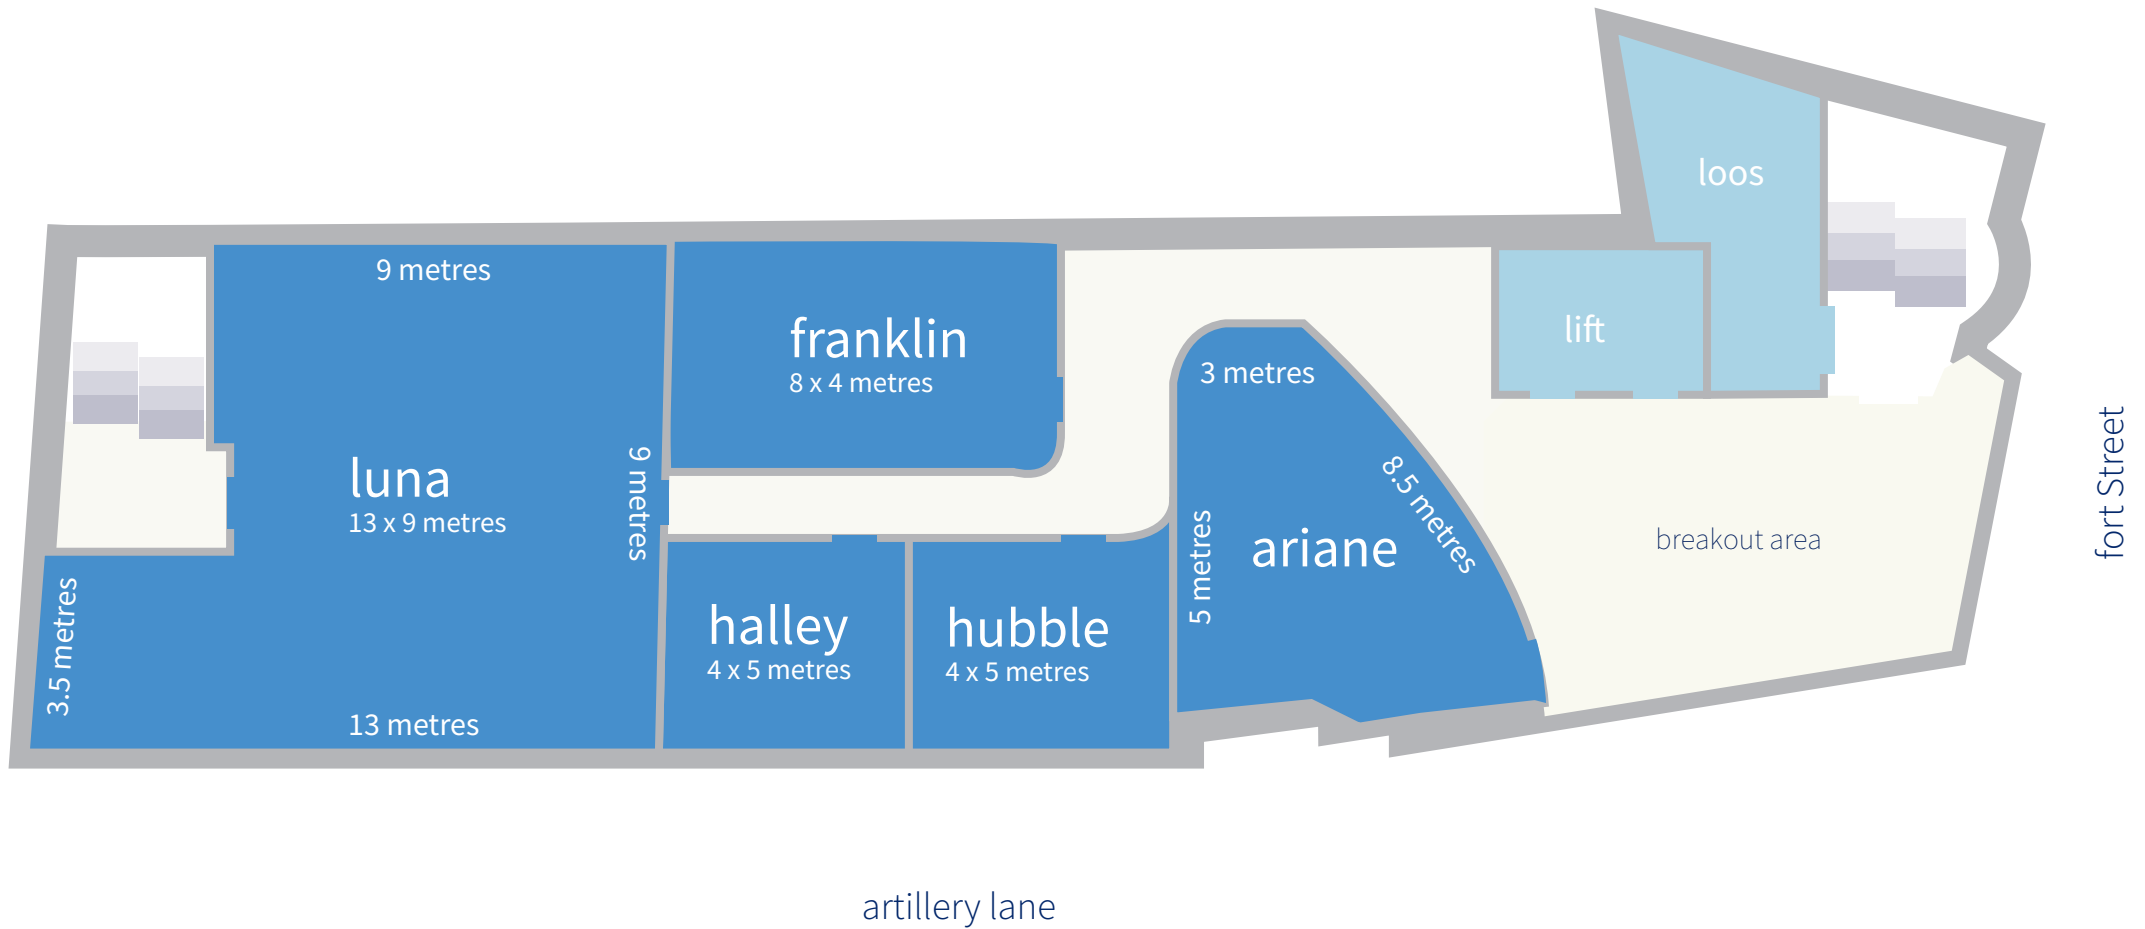 loos
9 metres
franklin
8 x 4 metres
lift
3 metres
luna
13 x 9 metres
9 metres
8.5 metres
ariane
5 metres
breakout area
fort Street
3.5 metres
halley
4 x 5 metres
hubble
4 x 5 metres
13 metres
artillery lane